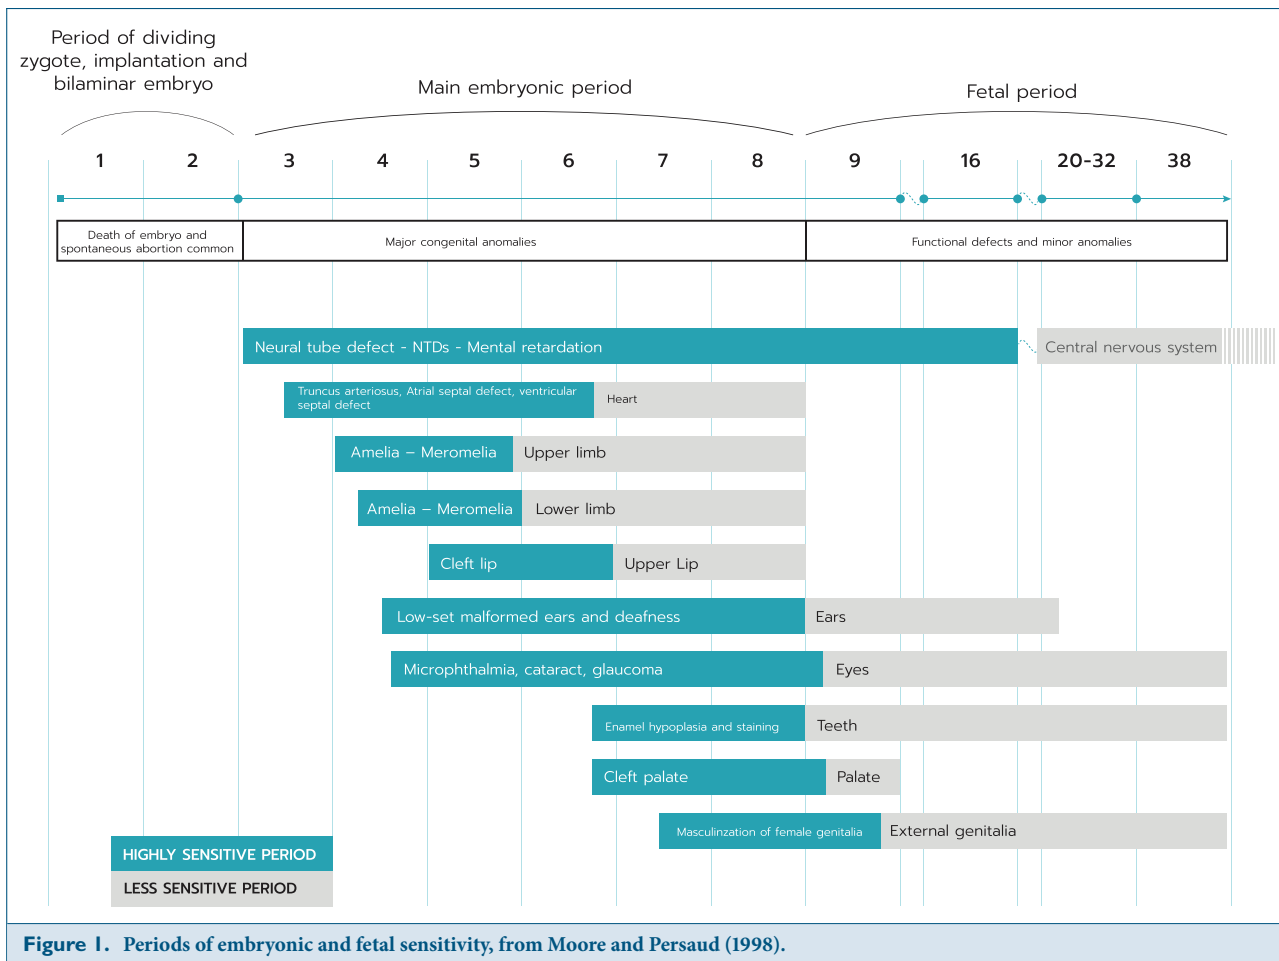 Period of dividing
zygote, implantation and
bilaminar embryo
Main embryonic period
Fetal period
1 2 3 4 5 6 7 8 9 16 20-32 38
Death of embryo and
spontaneous abortion common
Major congenital anomalies
Functional defects and minor anomalies
Neural tube defect - NTDs - Mental retardation
Central nervous system
Truncus arteriosus, Atrial septal defect, ventricular
septal defect
Heart
Amelia – Meromelia
Upper limb
Amelia – Meromelia
Lower limb
Cleft lip
Upper Lip
Low-set malformed ears and deafness
Ears
Microphthalmia, cataract, glaucoma
Eyes
Enamel hypoplasia and staining
Teeth
Cleft palate
Palate
Masculinzation of female genitalia
External genitalia
HIGHLY SENSITIVE PERIOD
LESS SENSITIVE PERIOD
Figure 1. Periods of embryonic and fetal sensitivity, from Moore and Persaud (1998).